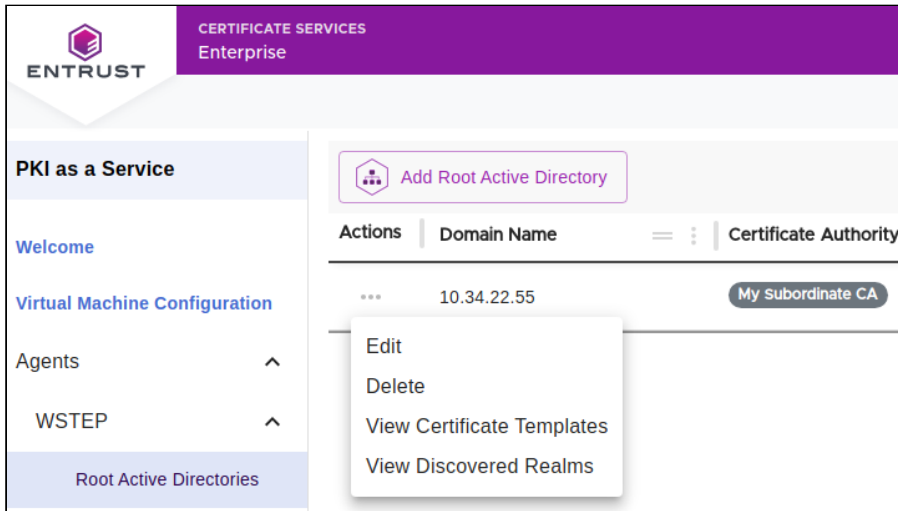 ENTRUST
CERTIFICATE SERVICES
Enterprise
PKI as a Service
Welcome
Virtual Machine Configuration
Agents
WSTEP
Root Active Directories
Add Root Active Directory
Actions Domain Name Certificate Authority
10.34.22.55 My Subordinate CA
Edit
Delete
View Certificate Templates
View Discovered Realms